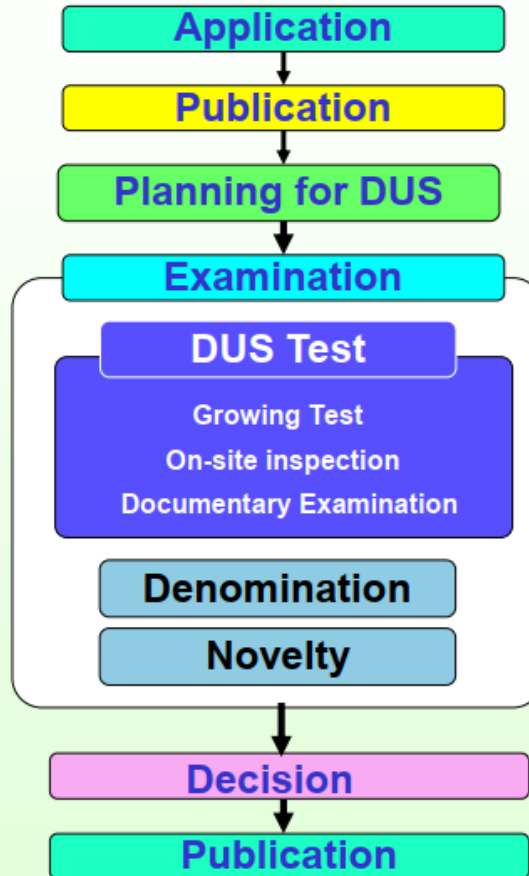 Application
Publication
Planning for DUS
Examination
DUS Test
Growing Test
On-site inspection
Documentary Examination
Denomination
Novelty
Decision
Publication